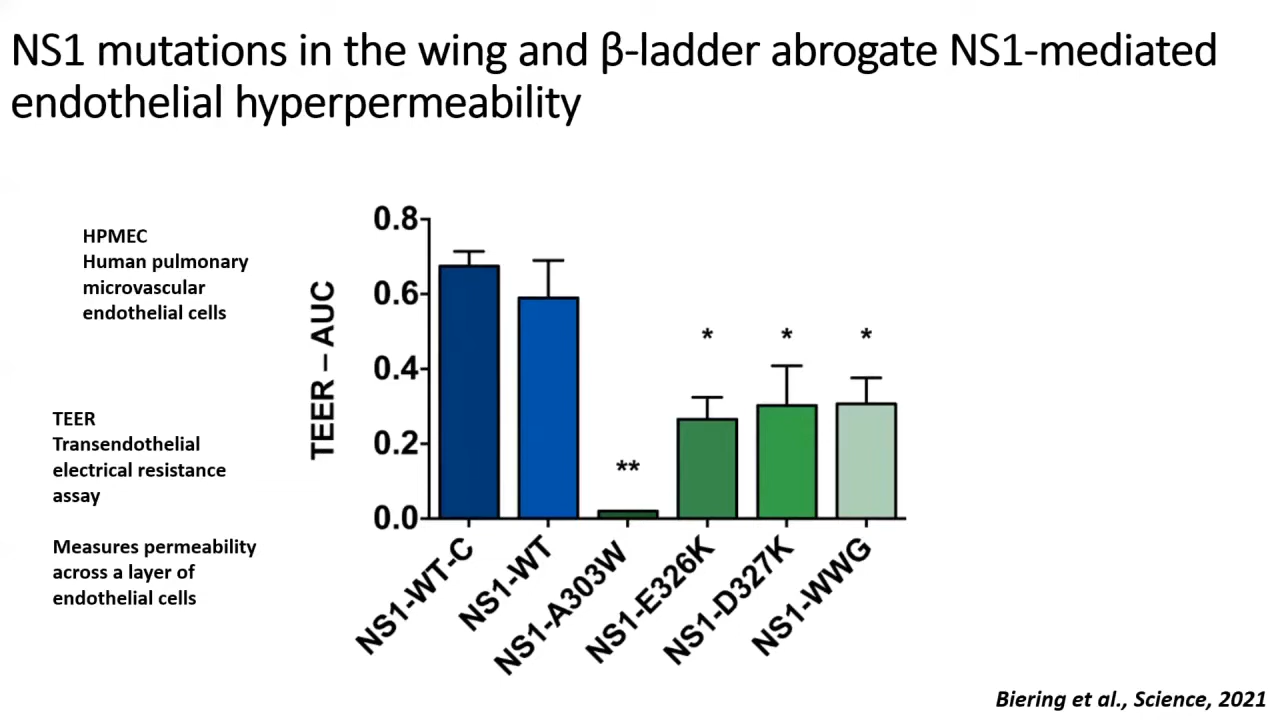 NS1 mutations in the wing and β-ladder abrogate NS1-mediated
endothelial hyperpermeability
HPMEC
Human pulmonary
microvascular
endothelial cells
TEER
Transendothelial
electrical resistance
assay
Measures permeability
across a layer of
endothelial cells
TEER – AUC
0.8
0.6
0.4
0.2
0.0
*
*
*
**
NS1-WT-C
NS1-WT
NS1-A303W
NS1-E326K
NS1-D327K
NS1-WWG
Biering et al., Science, 2021